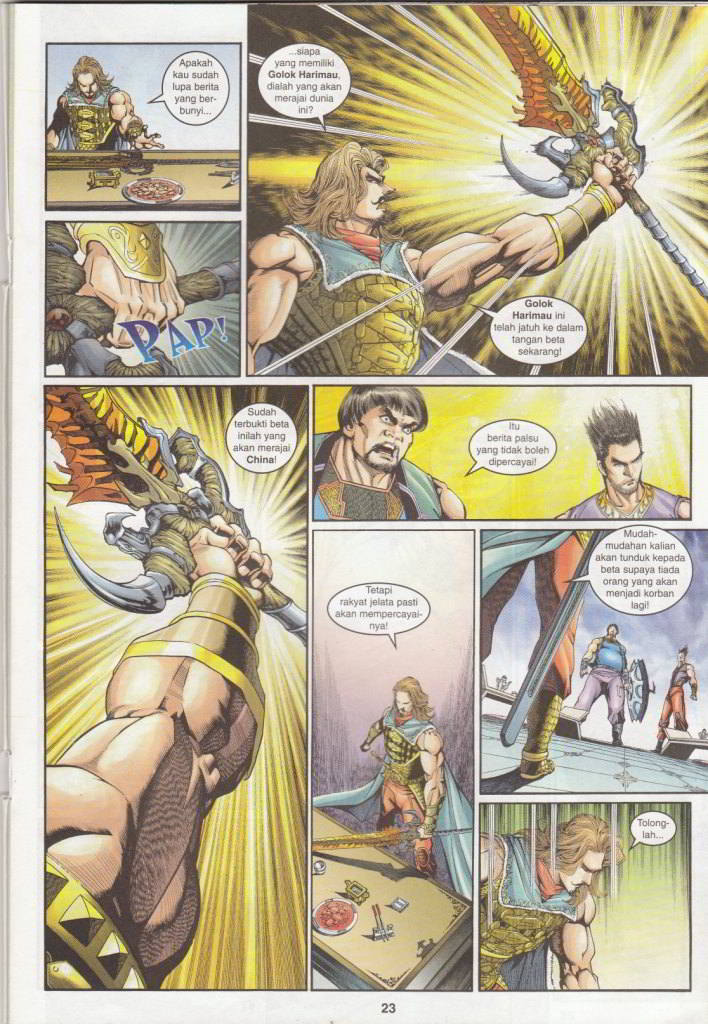 Apakah
kau sudah
lupa berita
yang ber-
bunyi...
...siapa
yang memiliki
Golok Harimau,
dialah yang akan
merajai dunia
ini?
PAP!
Golok
Harimau ini
telah jatuh ke dalam
tangan beta
sekarang!
Sudah
terbukti beta
inilah yang
akan merajai
China!
Itu
berita palsu
yang tidak boleh
dipercayai!
Tetapi
rakyat jelata pasti
akan mempercayai-
nya!
Mudah-
mudahan kalian
akan tunduk kepada
beta supaya tiada
orang yang akan
menjadi korban
lagi!
Tolong-
lah...
23